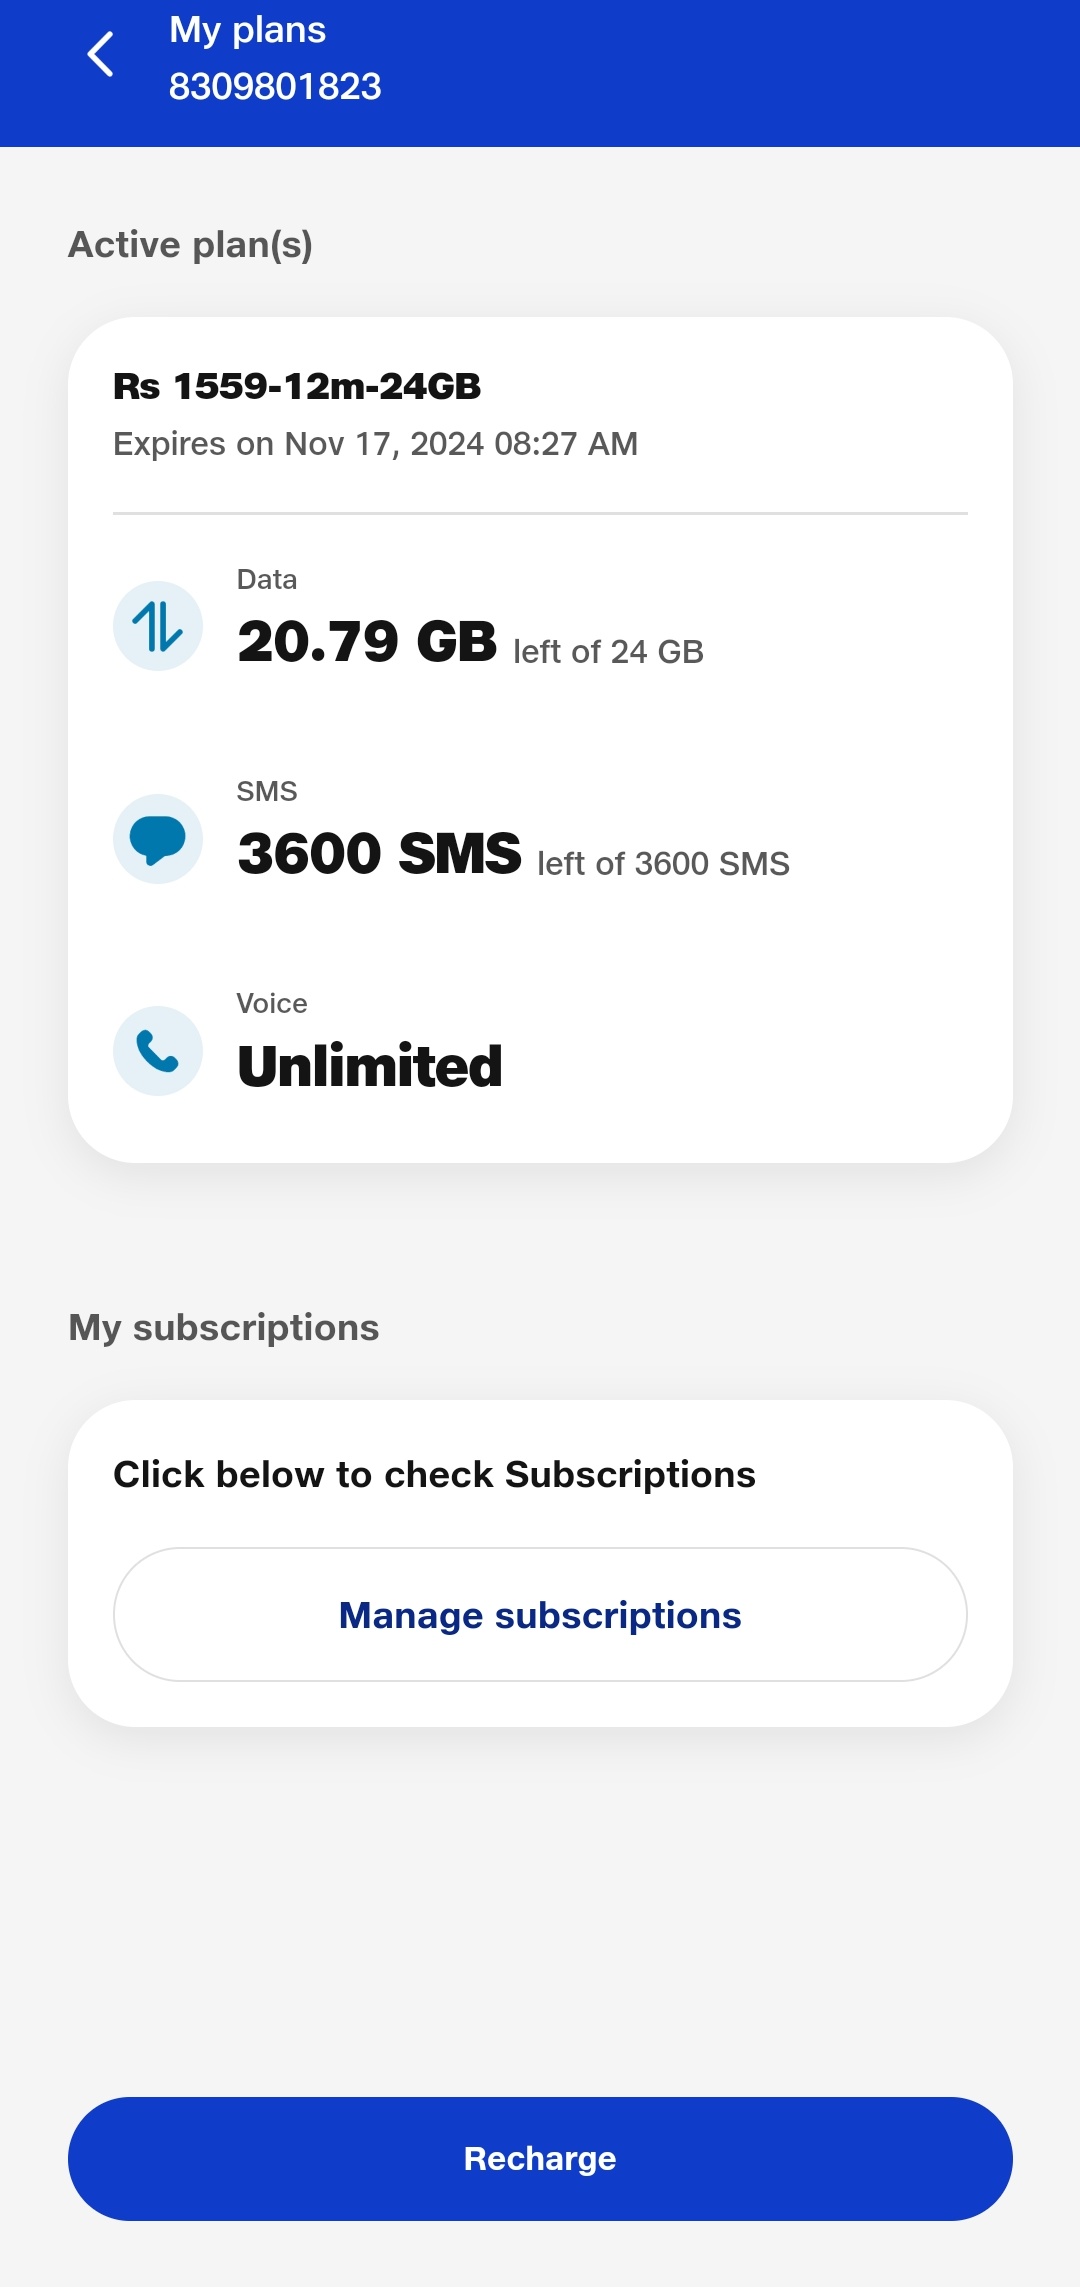 My plans
8309801823
Active plan(s)
Rs 1559-12m-24GB
Expires on Nov 17, 2024 08:27 AM
Data
20.79 GB left of 24 GB
SMS
3600 SMS left of 3600 SMS
Voice
Unlimited
My subscriptions
Click below to check Subscriptions
Manage subscriptions
Recharge